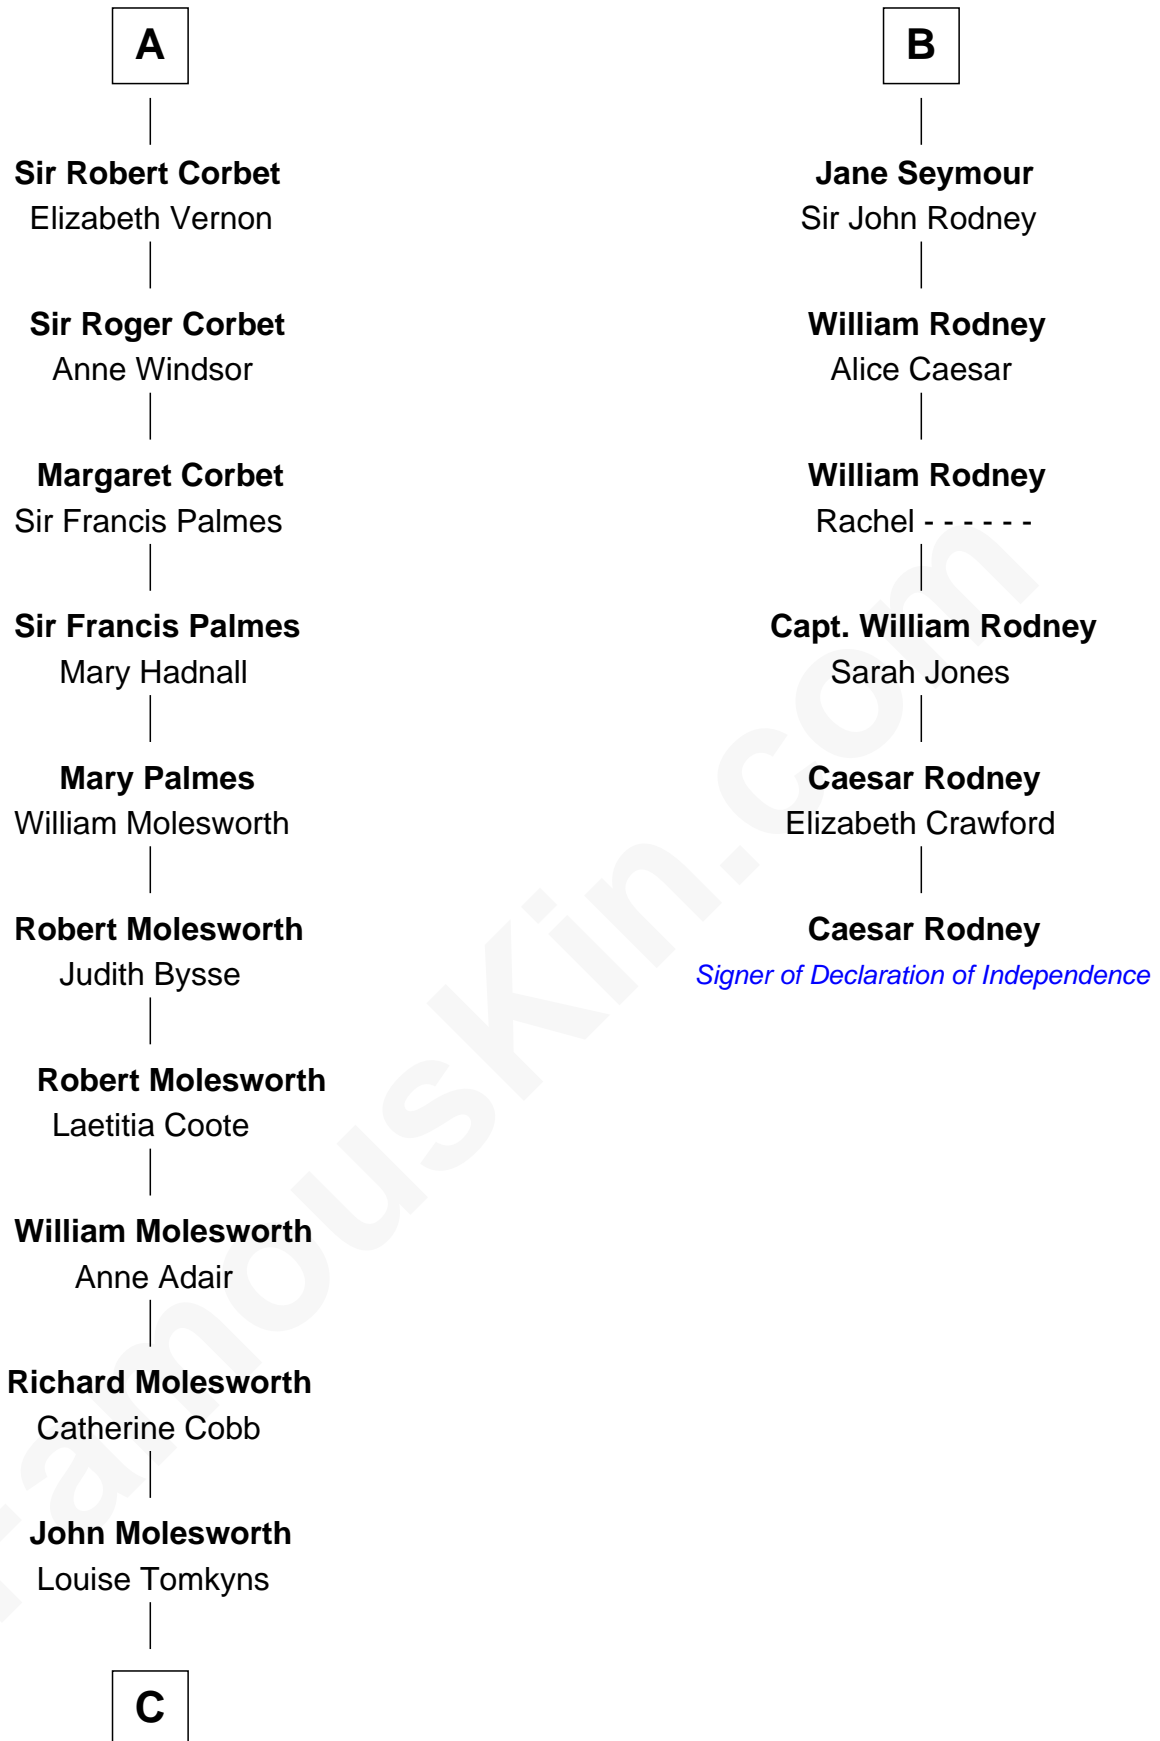 A
Sir Robert Corbet
Elizabeth Vernon
Sir Roger Corbet
Anne Windsor
Margaret Corbet
Sir Francis Palmes
Sir Francis Palmes
Mary Hadnall
Mary Palmes
William Molesworth
Robert Molesworth
Judith Bysse
Robert Molesworth
Laetitia Coote
William Molesworth
Anne Adair
Richard Molesworth
Catherine Cobb
John Molesworth
Louise Tomkyns
C
B
Jane Seymour
Sir John Rodney
William Rodney
Alice Caesar
William Rodney
Rachel - - - - - -
Capt. William Rodney
Sarah Jones
Caesar Rodney
Elizabeth Crawford
Caesar Rodney
Signer of Declaration of Independence
FamousKin.com